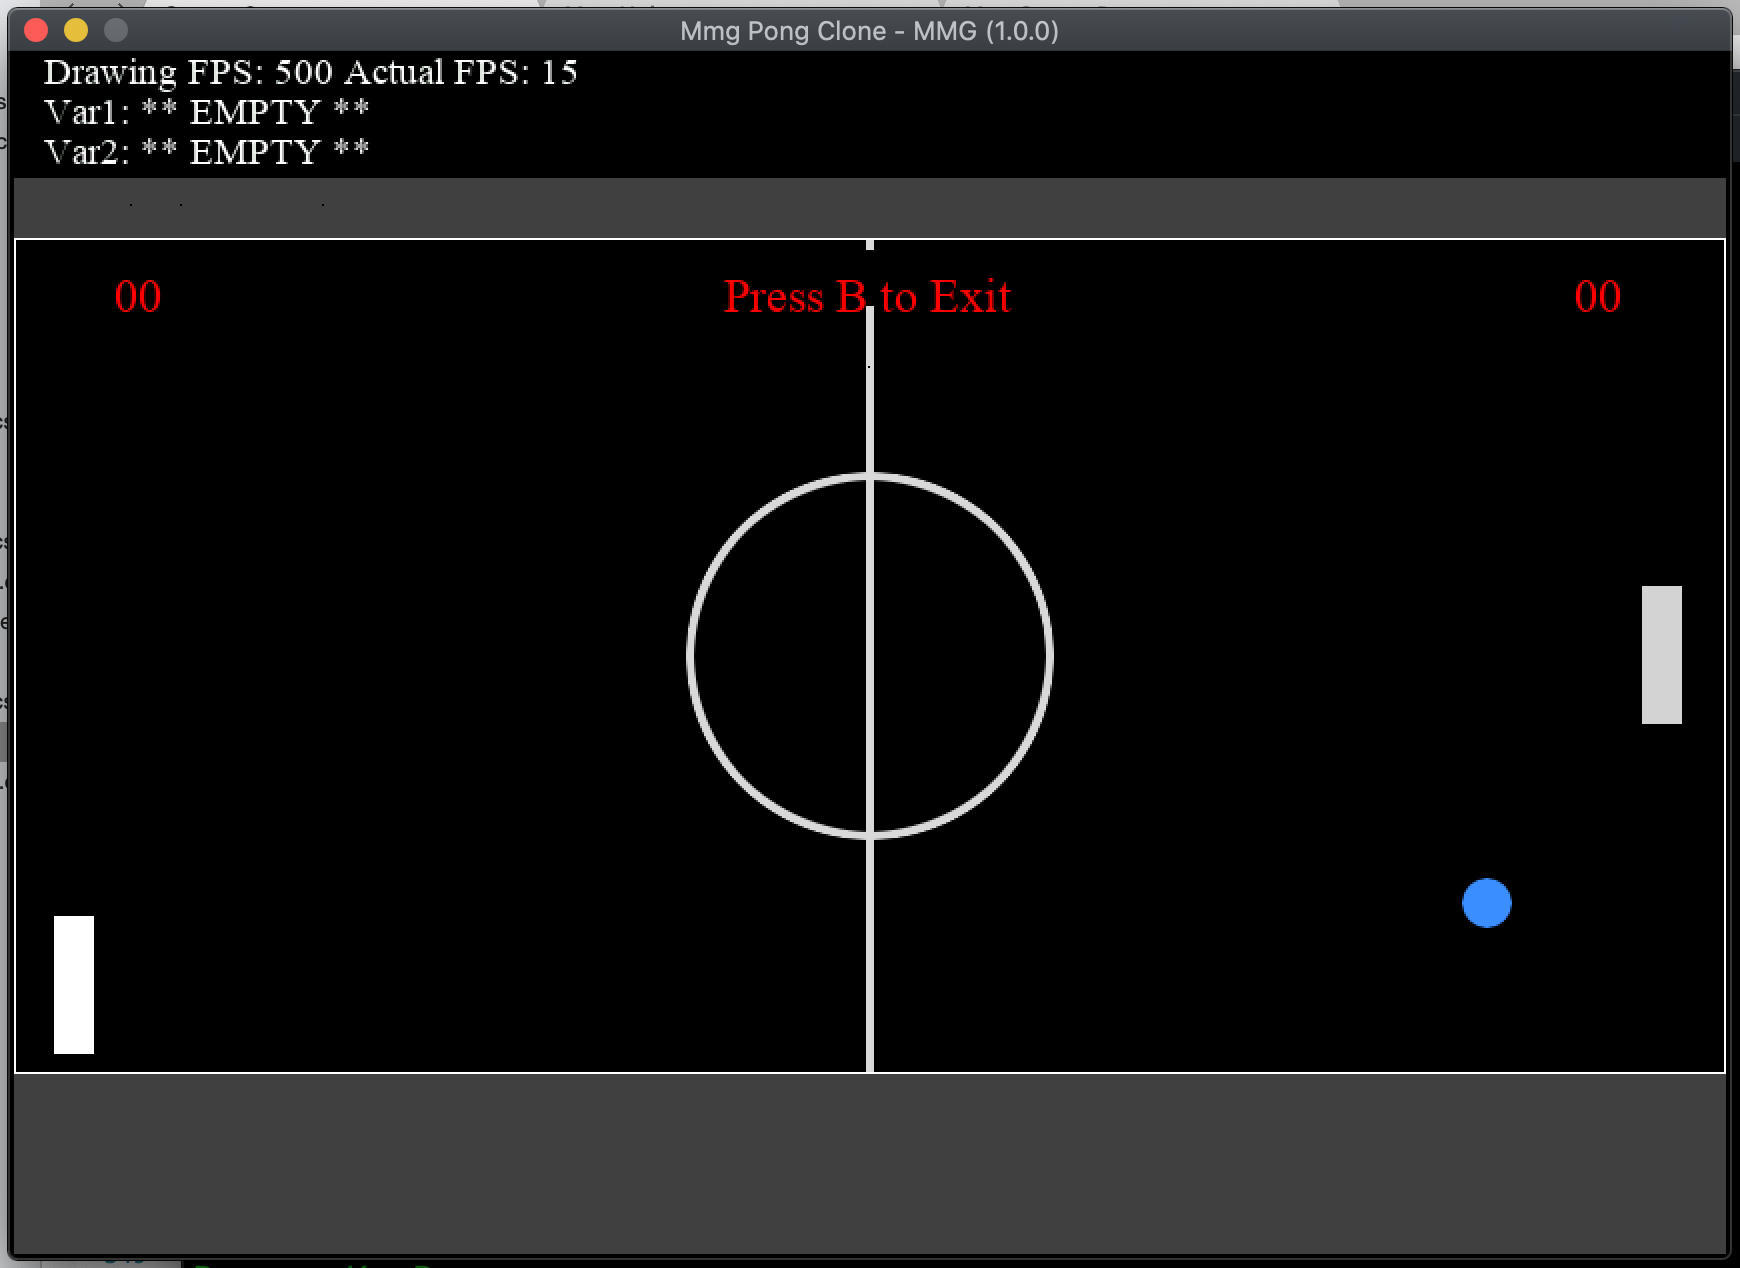 Mmg Pong Clone - MMG (1.0.0)
Drawing FPS: 500 Actual FPS: 15
Var1: ** EMPTY **
Var2: ** EMPTY **
00 Press B to Exit 00